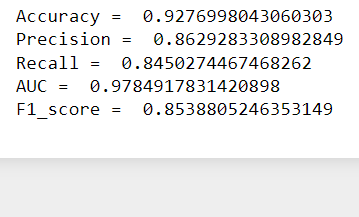 Accuracy =  0.9276998043060303
Precision =  0.8629283308982849
Recall =  0.8450274467468262
AUC =  0.9784917831420898
F1_score =  0.8538805246353149